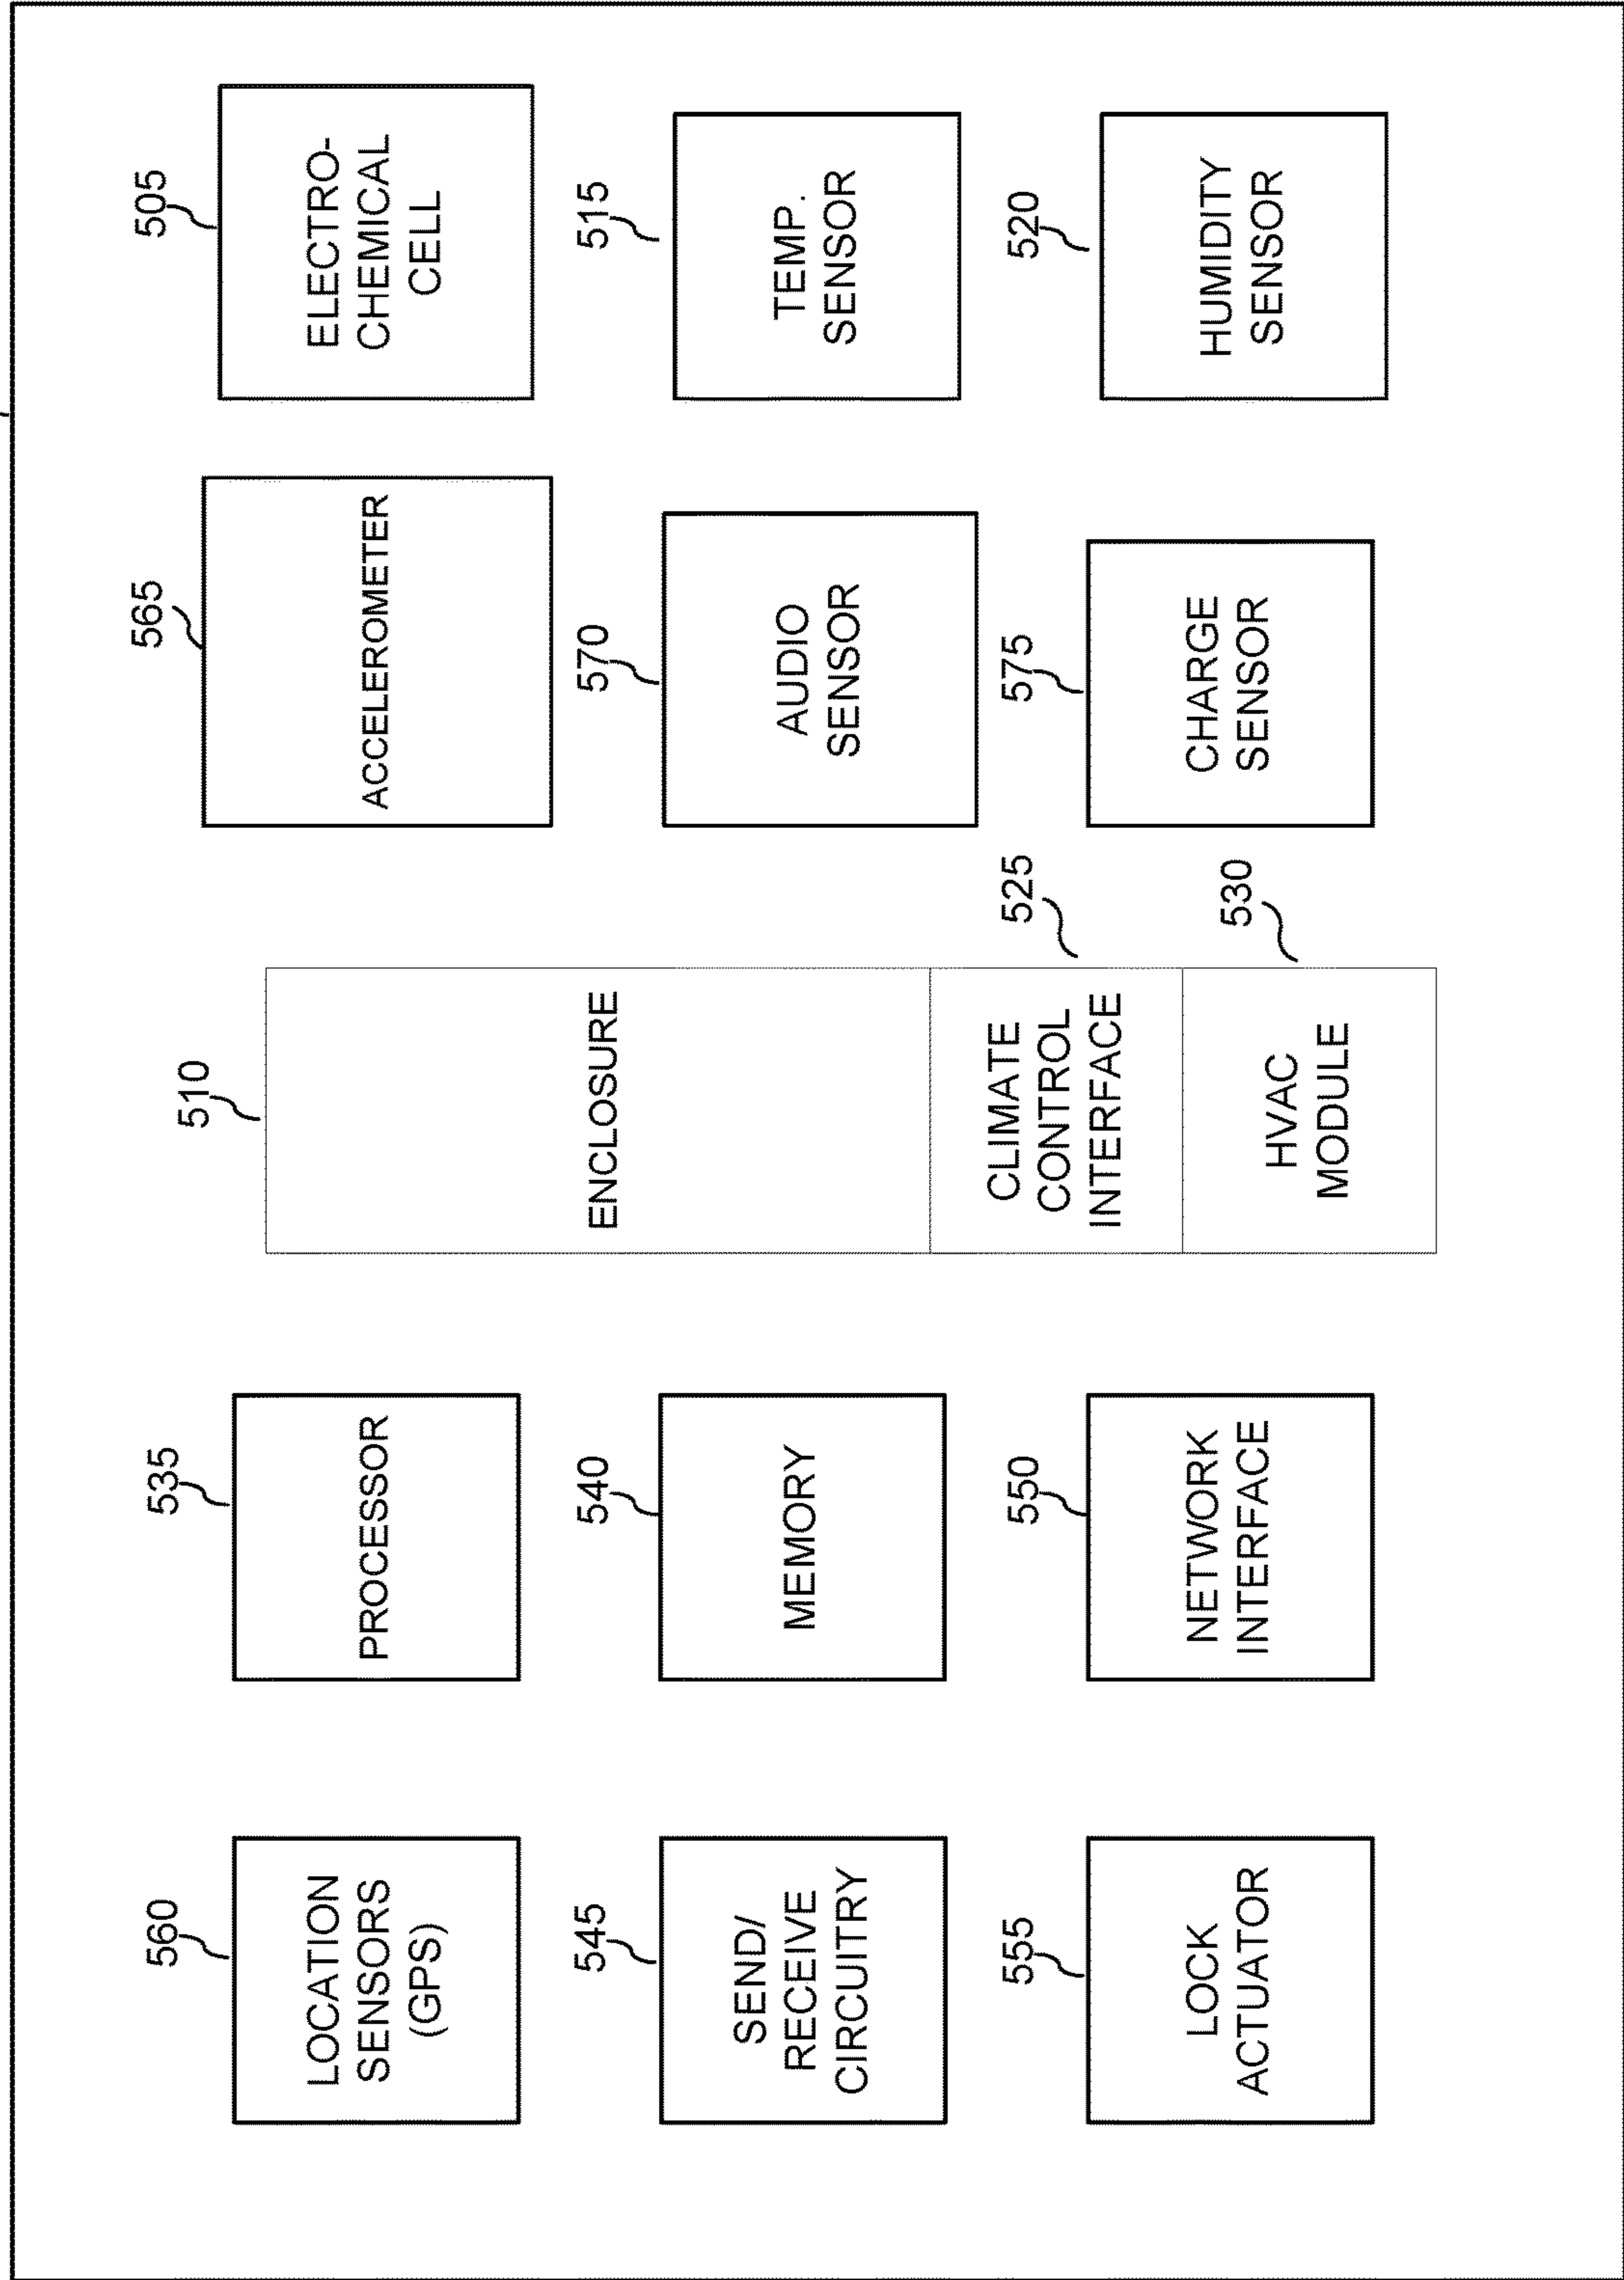 560
LOCATION
SENSORS
(GPS)
535
PROCESSOR
510
ENCLOSURE
565
ACCELEROMETER
505
ELECTRO-
CHEMICAL
CELL
545
SEND/
RECEIVE
CIRCUITRY
540
MEMORY
570
AUDIO
SENSOR
515
TEMP.
SENSOR
555
LOCK
ACTUATOR
550
NETWORK
INTERFACE
525
CLIMATE
CONTROL
INTERFACE
575
CHARGE
SENSOR
520
HUMIDITY
SENSOR
530
HVAC
MODULE